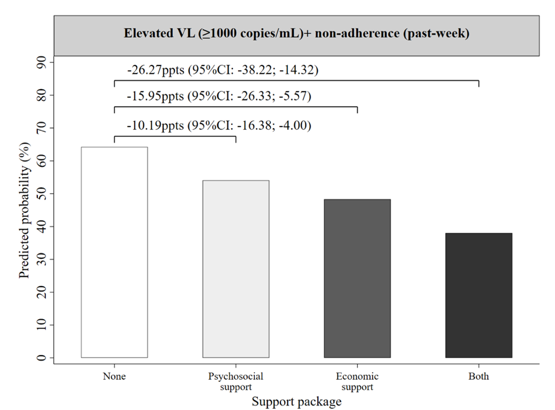 Elevated VL (≥1000 copies/mL)+ non-adherence (past-week)
-26.27ppts (95%CI: -38.22; -14.32)
-15.95ppts (95%CI: -26.33; -5.57)
-10.19ppts (95%CI: -16.38; -4.00)
Predicted probability (%)
90
80
70
60
50
40
30
20
10
0
None
Psychosocial
support
Economic
support
Both
Support package